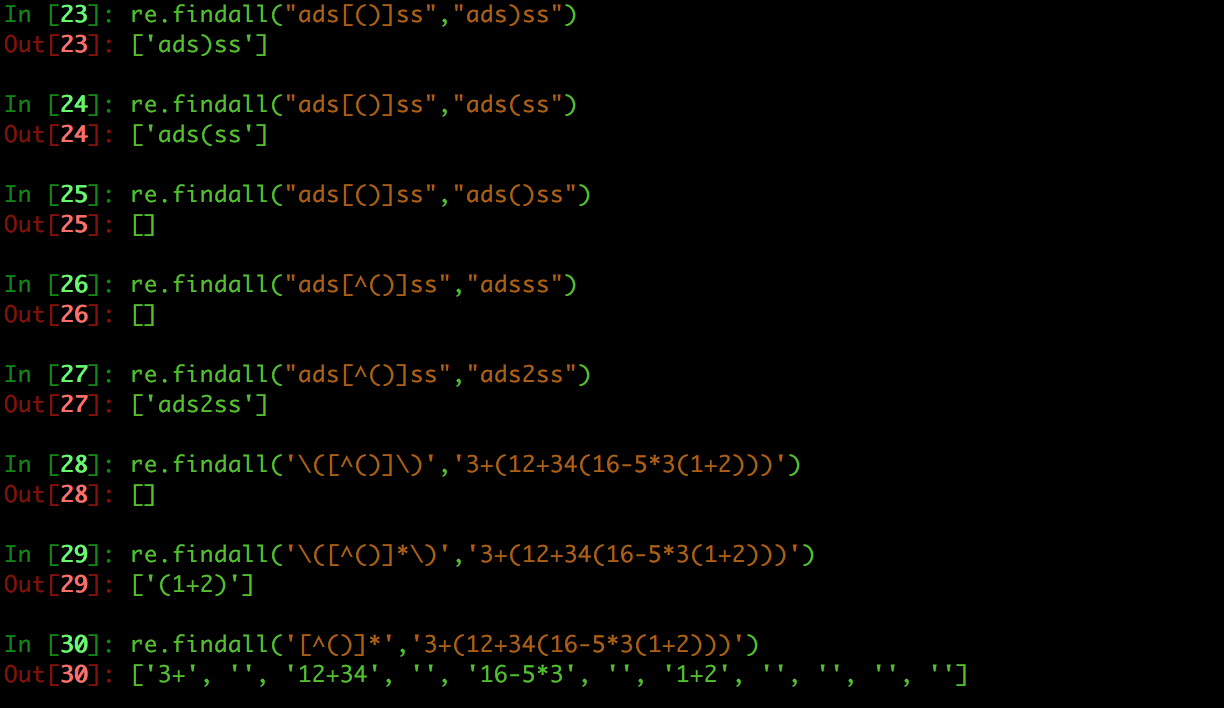 In [23]: re.findall("ads[()]ss","ads)ss")
Out[23]: ['ads)ss']
In [24]: re.findall("ads[()]ss","ads(ss")
Out[24]: ['ads(ss']
In [25]: re.findall("ads[()]ss","ads()ss")
Out[25]: []
In [26]: re.findall("ads[^()]ss","adsss")
Out[26]: []
In [27]: re.findall("ads[^()]ss","ads2ss")
Out[27]: ['ads2ss']
In [28]: re.findall('\([^()]\)','3+(12+34(16-5*3(1+2)))')
Out[28]: []
In [29]: re.findall('\([^()]*\)','3+(12+34(16-5*3(1+2)))')
Out[29]: ['(1+2)']
In [30]: re.findall('[^()]*','3+(12+34(16-5*3(1+2)))')
Out[30]: ['3+', '', '12+34', '', '16-5*3', '', '1+2', '', '', '', '']